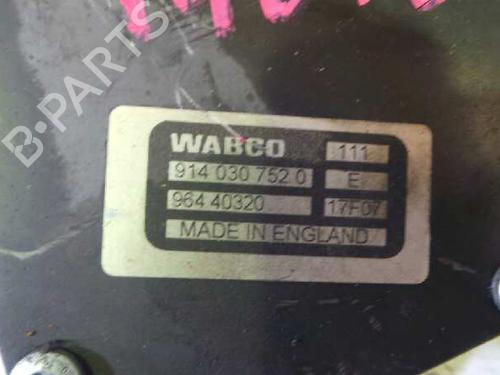 WABCO 111
914 030 752 0 E
964 40320 17F07
MADE IN ENGLAND
B-PARTS